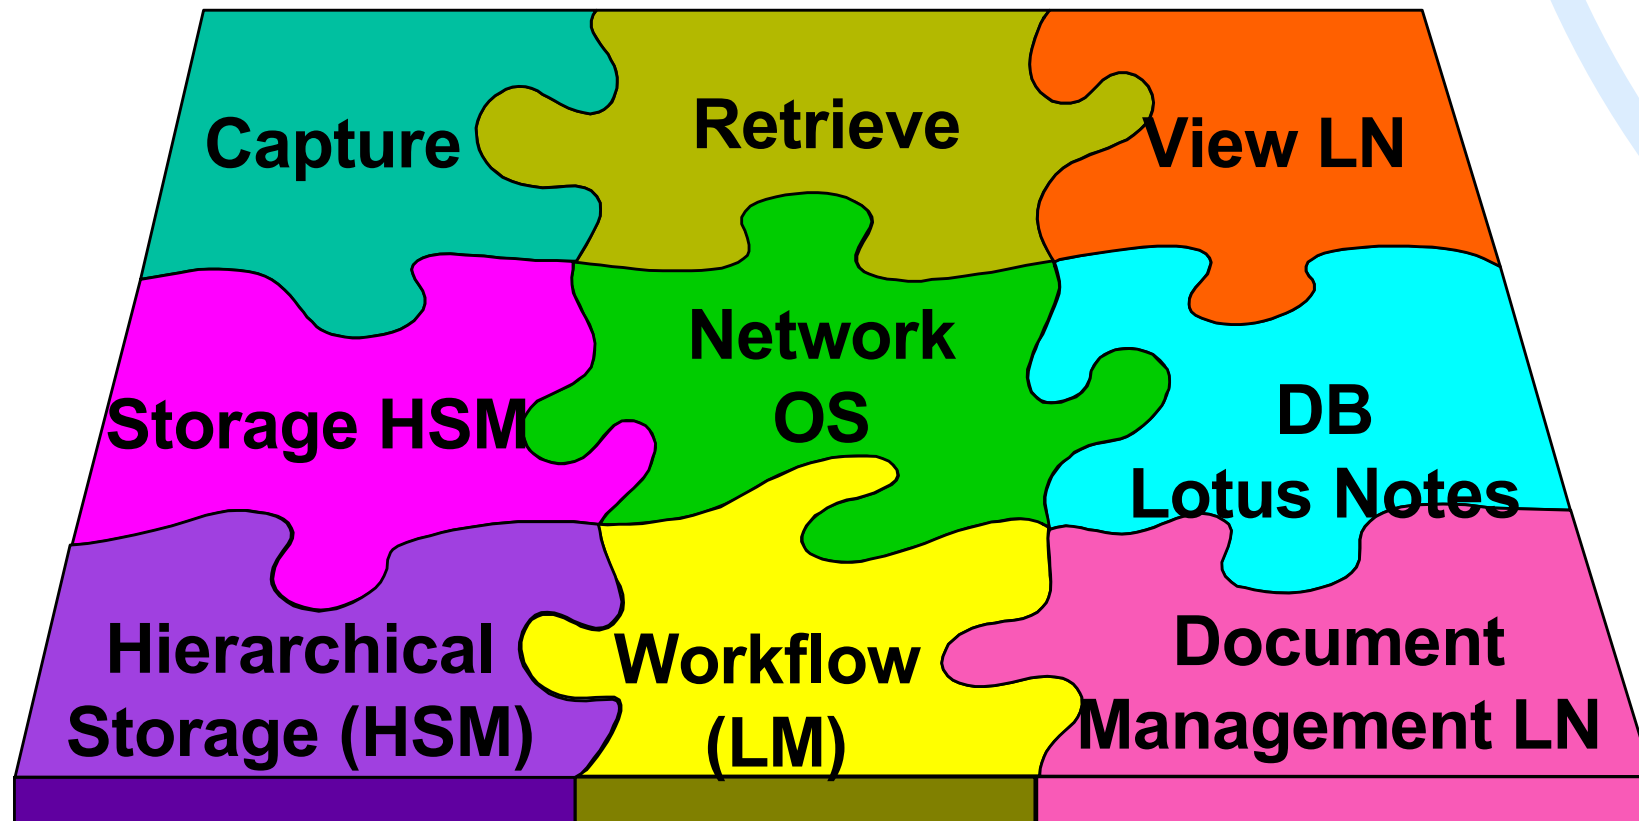 Capture
Retrieve
View LN
Storage HSM
Network
OS
DB
Lotus Notes
Hierarchical
Storage (HSM)
Workflow
(LM)
Document
Management LN